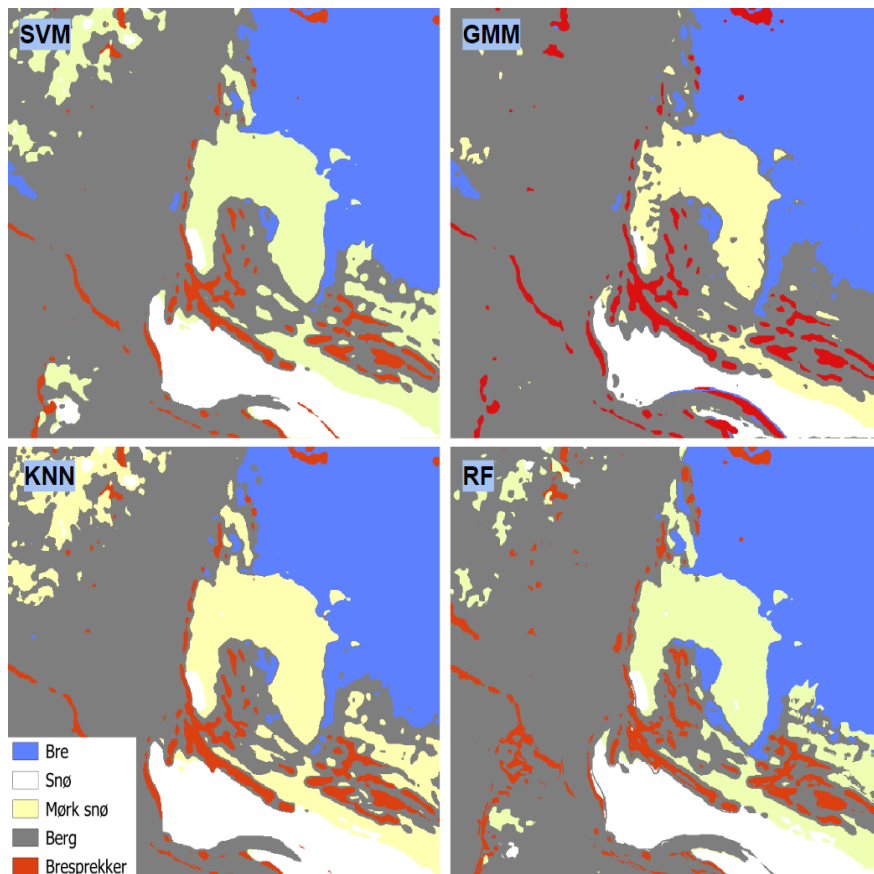 SVM
GMM
KNN
RF
Bre
Snø
Mørk snø
Berg
Bresprekker